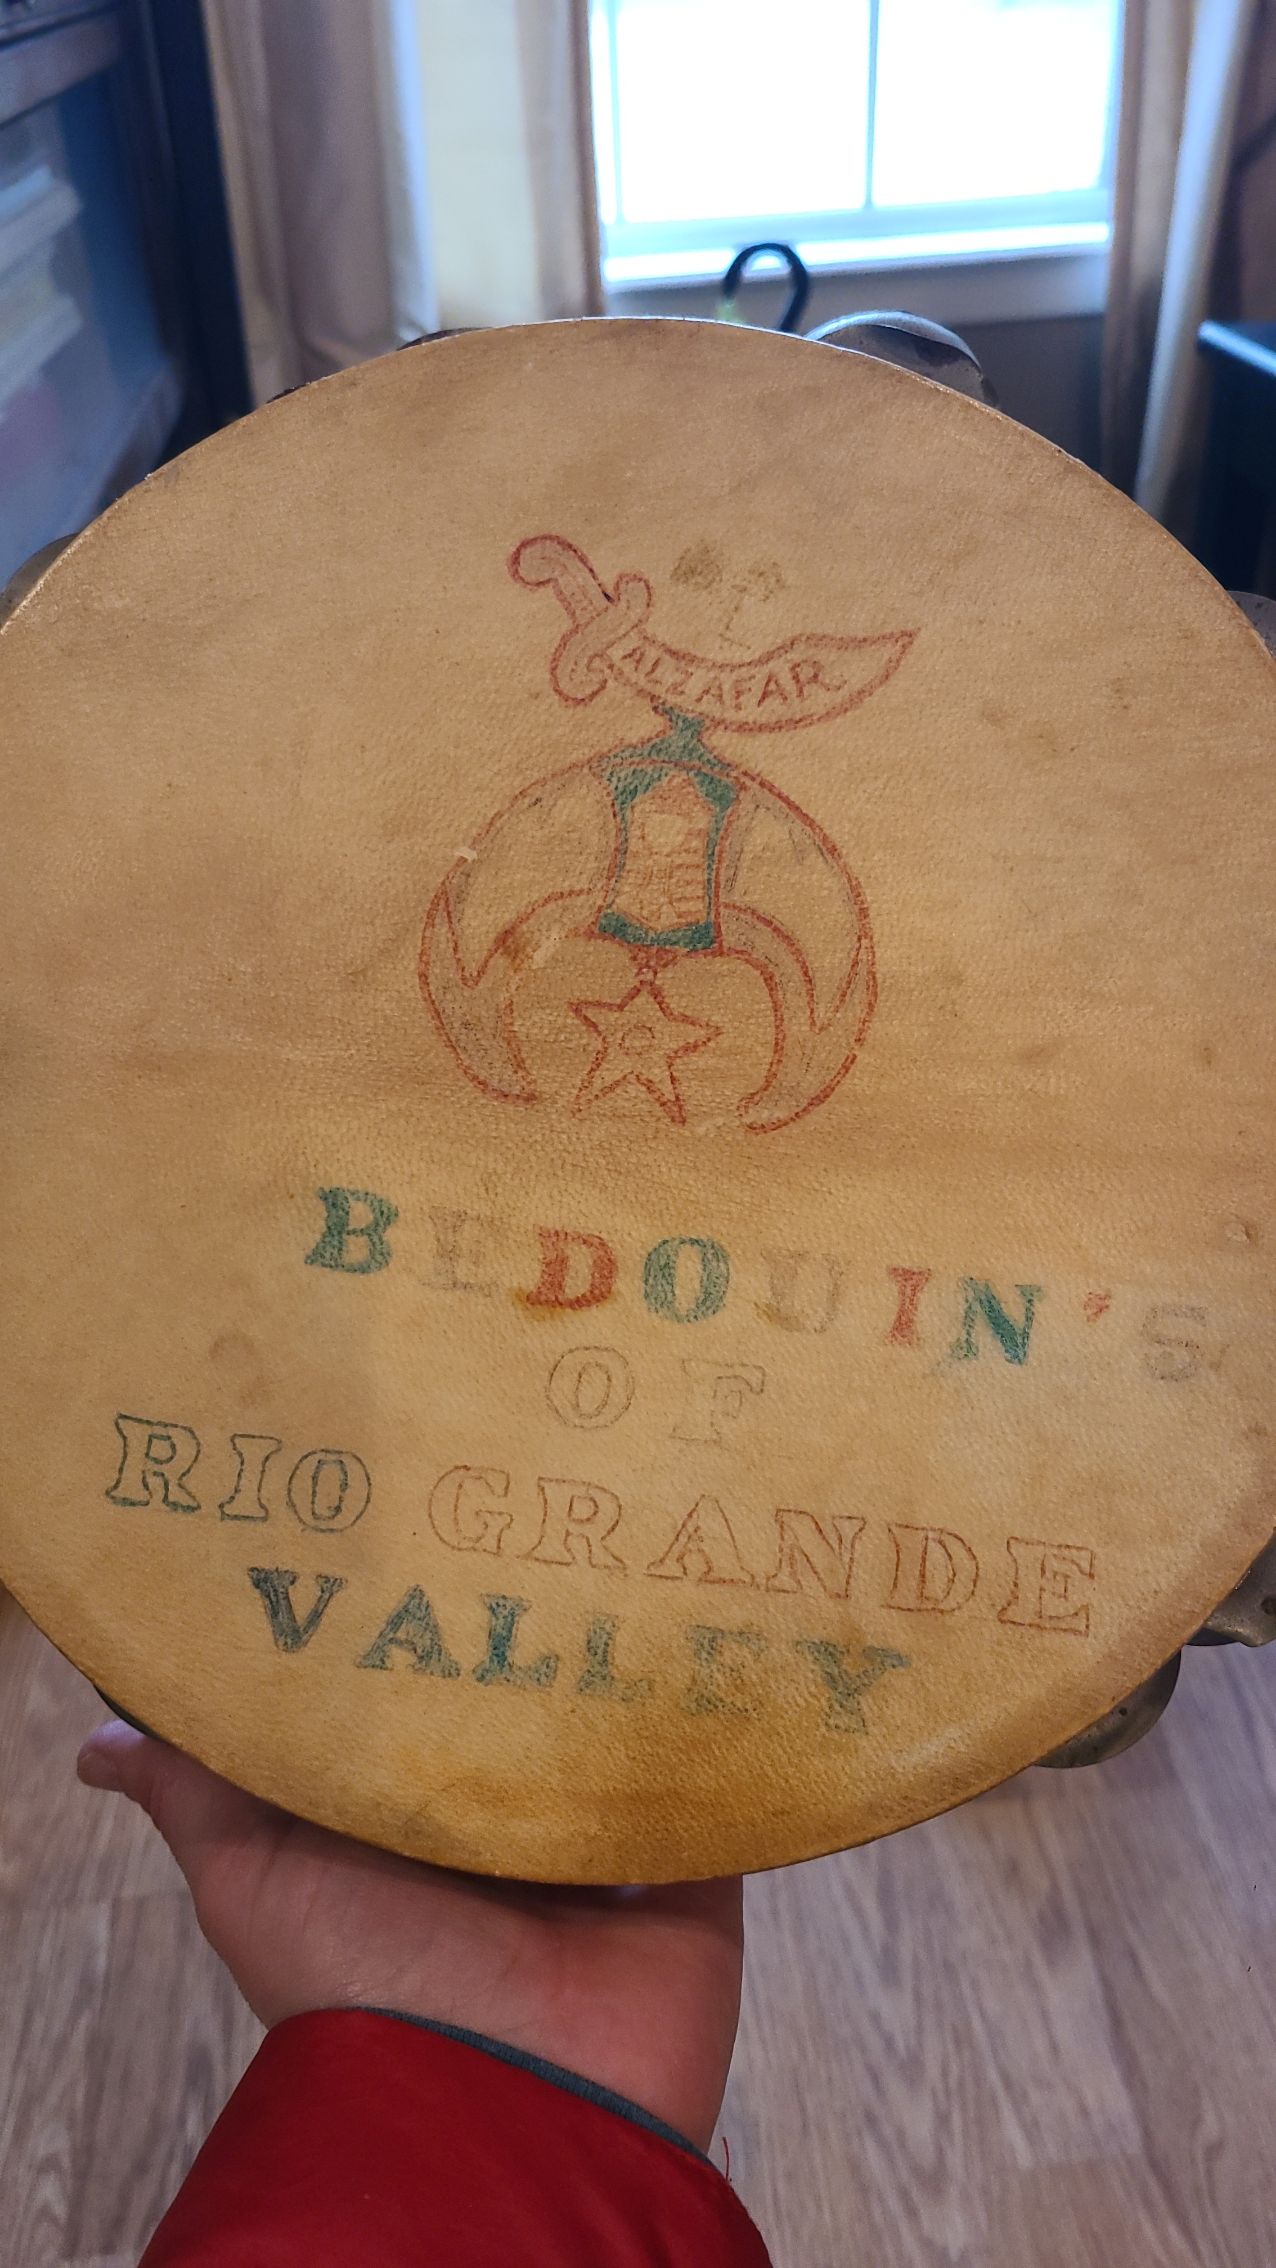 ALZAFAR
BEDOUIN'S
OF
RIO GRANDE
VALLEY